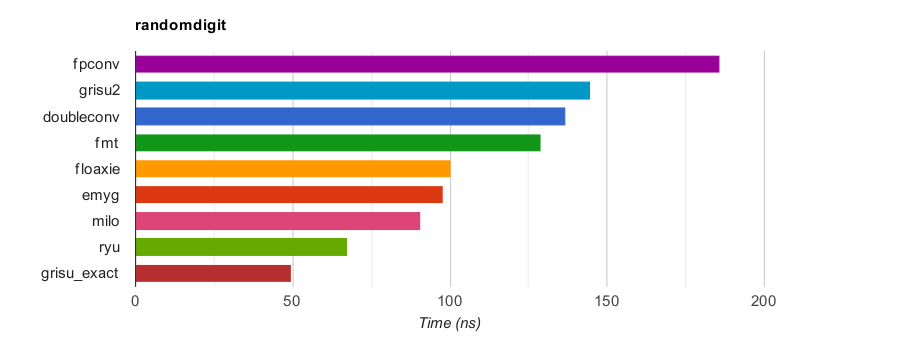 randomdigit
fpconv
grisu2
doubleconv
fmt
floaxie
emyg
milo
ryu
grisu_exact
0 50 100 150 200
Time (ns)